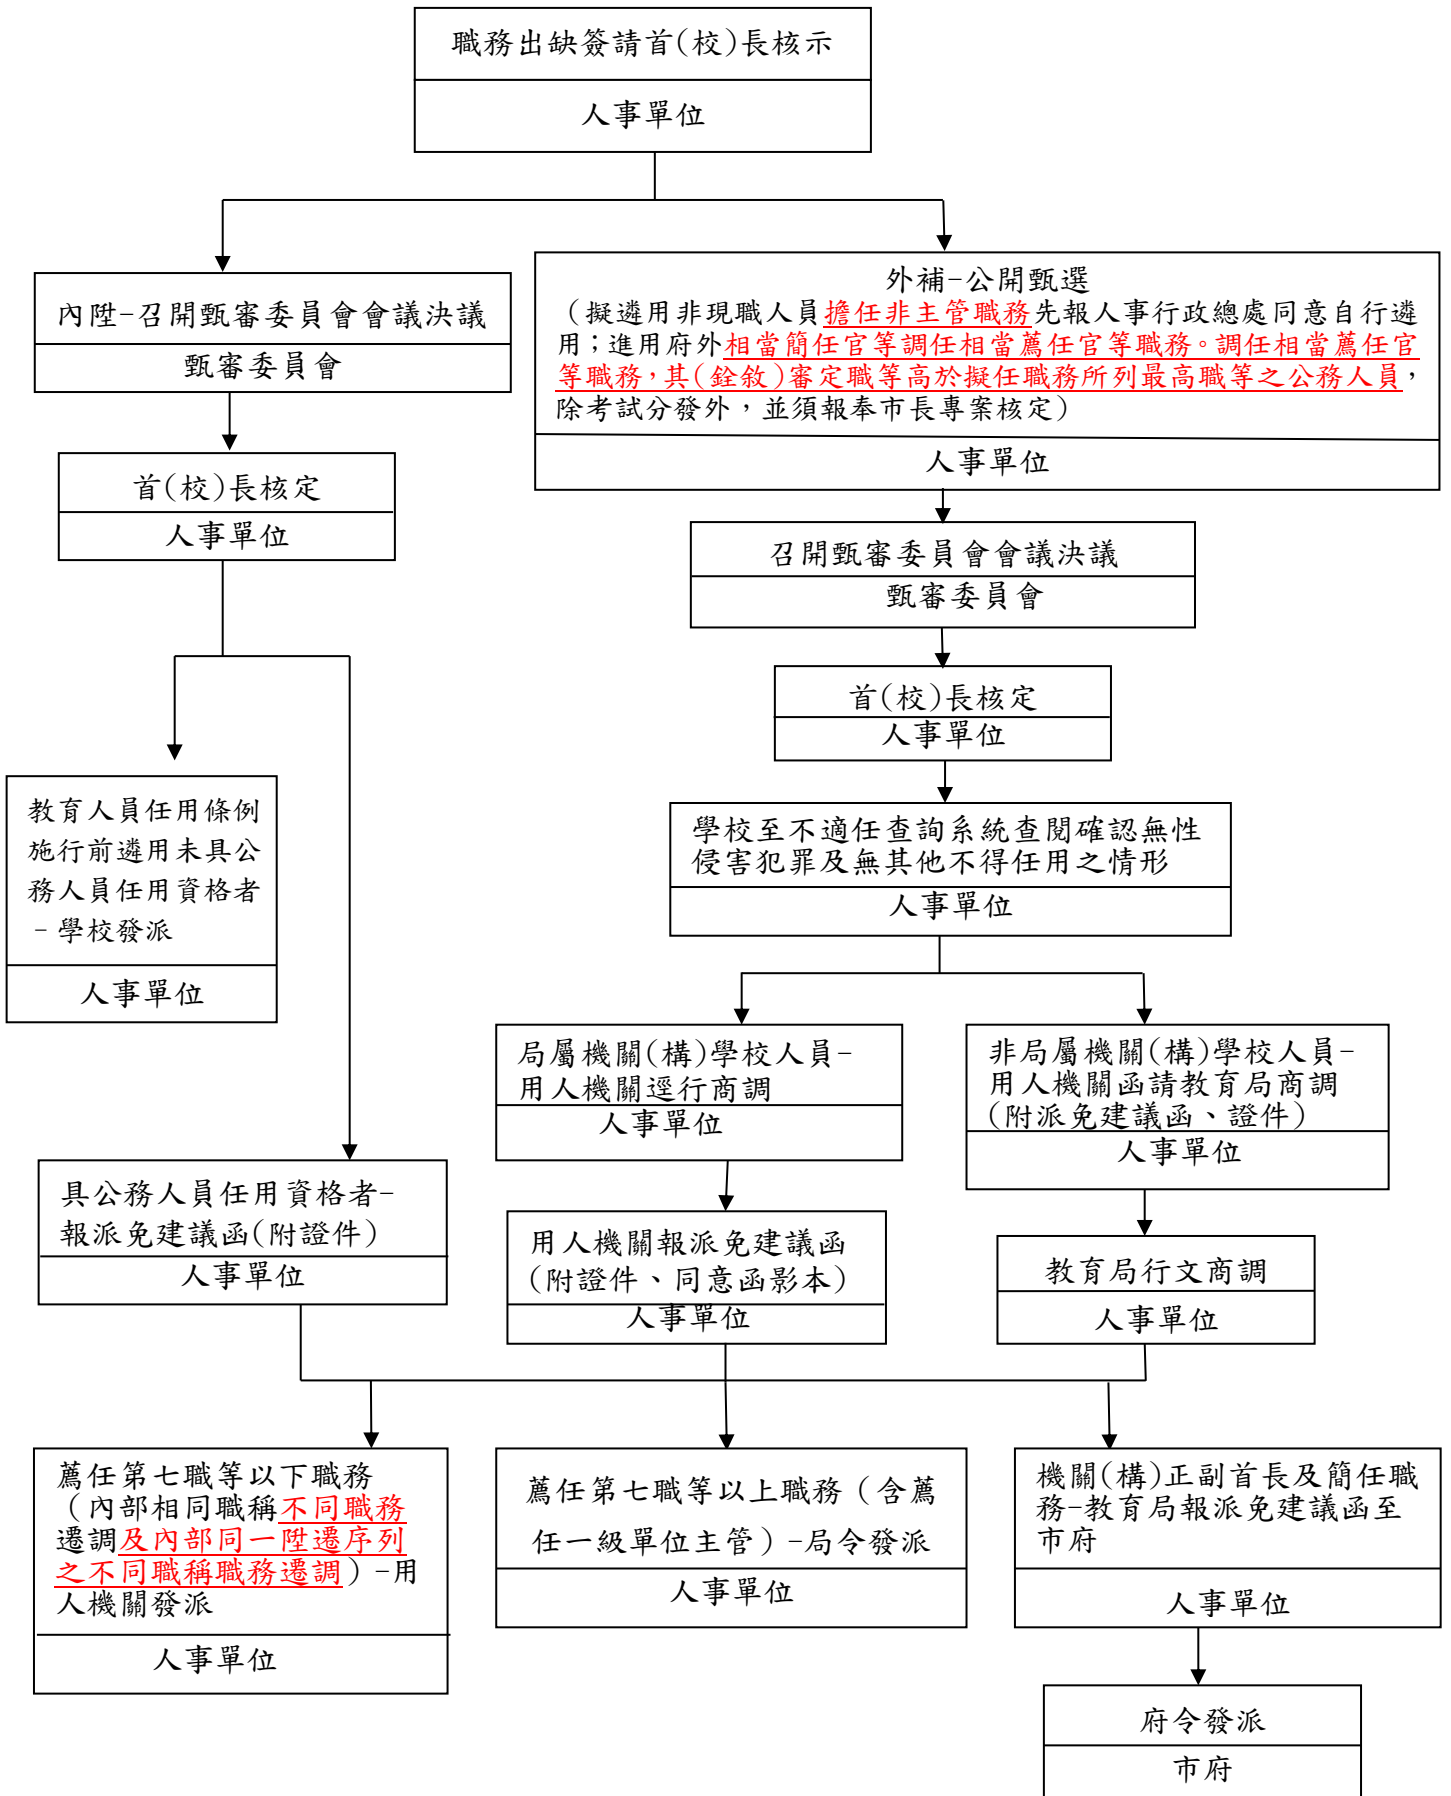 職務出缺簽請首(校)長核示
人事單位
內陞-召開甄審委員會會議決議
甄審委員會
外補-公開甄選
（擬遴用非現職人員擔任非主管職務先報人事行政總處同意自行遴
用；進用府外相當簡任官等調任相當薦任官等職務。調任相當薦任官
等職務，其(銓敘)審定職等高於擬任職務所列最高職等之公務人員，
除考試分發外，並須報奉市長專案核定）
人事單位
首(校)長核定
人事單位
召開甄審委員會會議決議
甄審委員會
首(校)長核定
人事單位
教育人員任用條例
施行前遴用未具公
務人員任用資格者
-學校發派
人事單位
學校至不適任查詢系統查閱確認無性
侵害犯罪及無其他不得任用之情形
人事單位
局屬機關(構)學校人員-
用人機關逕行商調
人事單位
非局屬機關(構)學校人員-
用人機關函請教育局商調
(附派免建議函、證件)
人事單位
具公務人員任用資格者-
報派免建議函(附證件)
人事單位
用人機關報派免建議函
(附證件、同意函影本)
人事單位
教育局行文商調
人事單位
薦任第七職等以下職務
（內部相同職稱不同職務
遷調及內部同一陞遷序列
之不同職稱職務遷調）-用
人機關發派
人事單位
薦任第七職等以上職務（含薦
任一級單位主管）-局令發派
人事單位
機關(構)正副首長及簡任職
務-教育局報派免建議函至
市府
人事單位
府令發派
市府